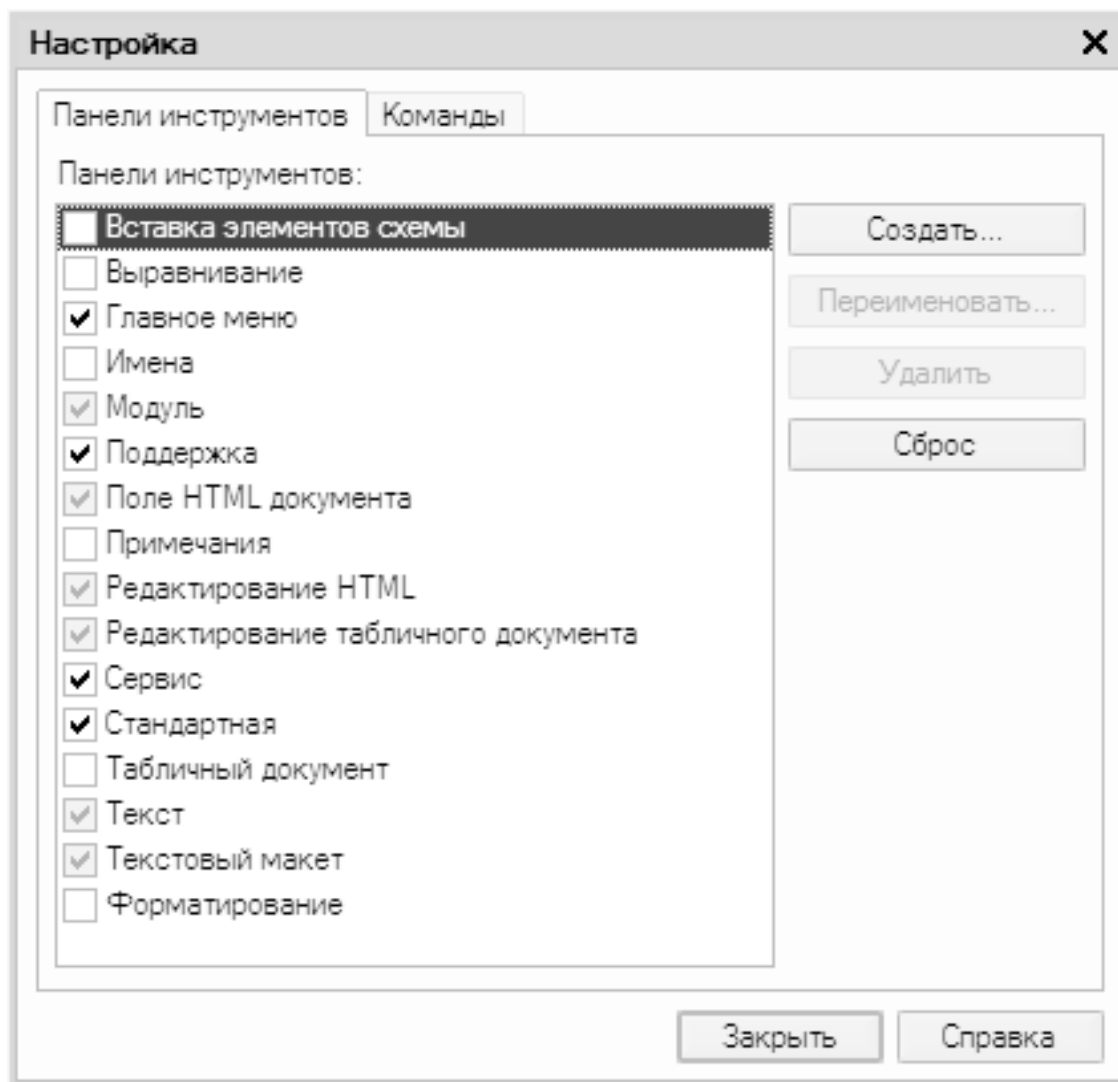 Настройка
Панели инструментов
Команды
Панели инструментов:
Вставка элементов схемы
Выравнивание
Главное меню
Имена
Модуль
Поддержка
Поле HTML документа
Примечания
Редактирование HTML
Редактирование табличного документа
Сервис
Стандартная
Табличный документ
Текст
Текстовый макет
Форматирование
Создать...
Переименовать...
Удалить
Сброс
Закрыть
Справка